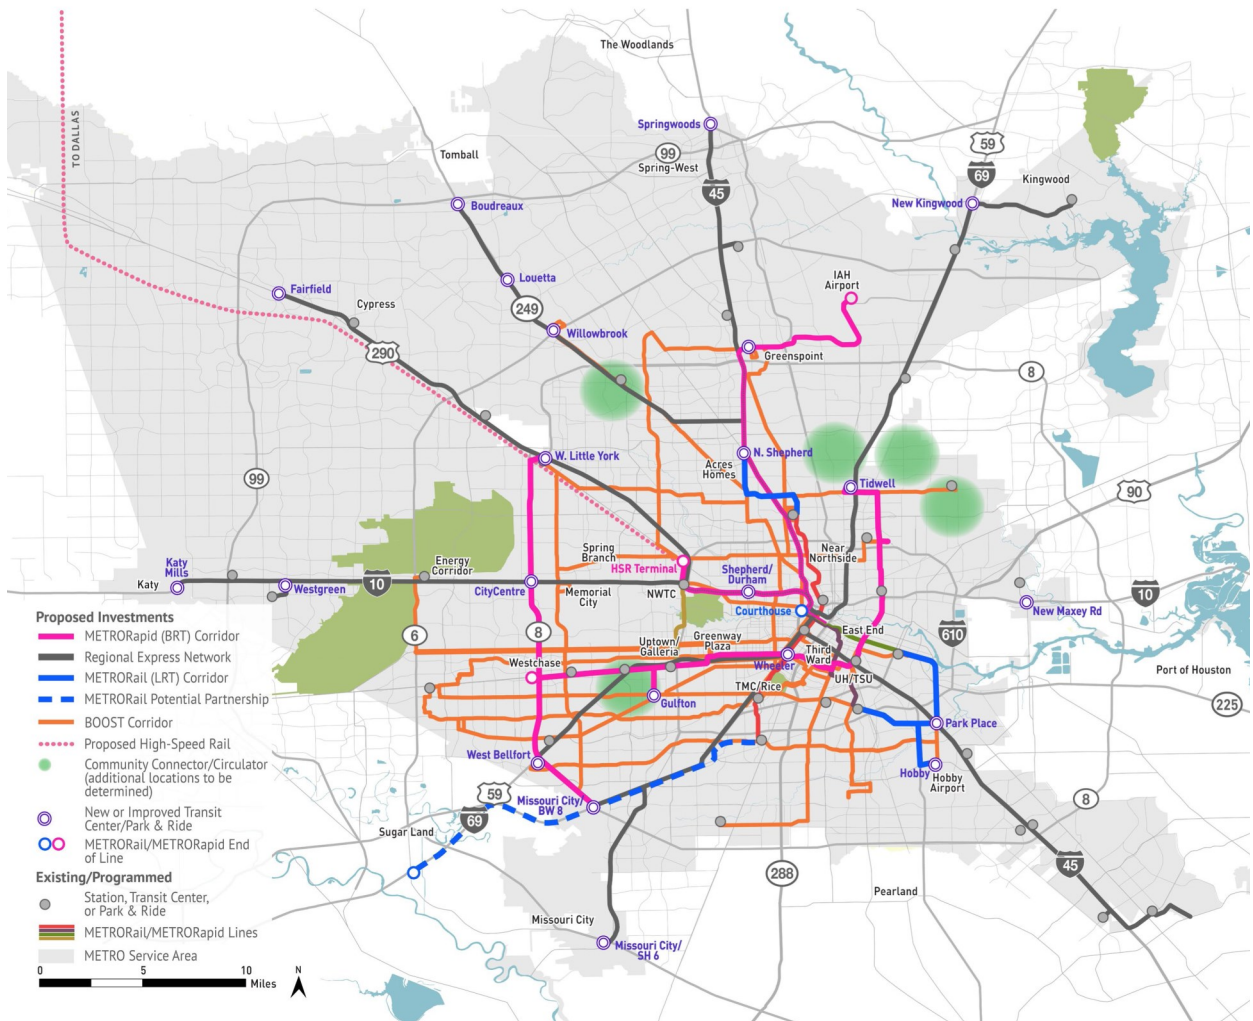 The Woodlands
TO DALLAS
Springwoods
99
Spring-West
Tomball
59
69
Kingwood
45
New Kingwood
Boudreaux
Louetta
IAH
Airport
Fairfield
Cypress
249
Willowbrook
290
Greenspoint
8
N. Shepherd
W. Little York
Acres
Homes
99
Tidwell
90
Spring
Branch
HSR Terminal
Near
Northside
Energy
Corridor
Katy
Mills
Katy
Westgreen
10
CityCentre
Memorial
City
NWTC
Shepherd/
Durham
Courthouse
New Maxey Rd
10
6
8
Uptown/
Galleria
Greenway
Plaza
East End
610
Westchase
Wheeler
Third
Ward
Port of Houston
TMC/Rice
UH/TSU
Gulfton
225
Park Place
West Bellfort
Hobby
Hobby
Airport
59
69
Missouri City/
BW 8
8
Sugar Land
45
288
Pearland
Missouri City
Missouri City/
SH 6
Proposed Investments
METRORapid (BRT) Corridor
Regional Express Network
METRORail (LRT) Corridor
METRORail Potential Partnership
BOOST Corridor
Proposed High-Speed Rail
Community Connector/Circulator
(additional locations to be
determined)
New or Improved Transit
Center/Park & Ride
METRORail/METRORapid End
of Line
Existing/Programmed
Station, Transit Center,
or Park & Ride
METRORail/METRORapid Lines
METRO Service Area
0 5 10
Miles
N